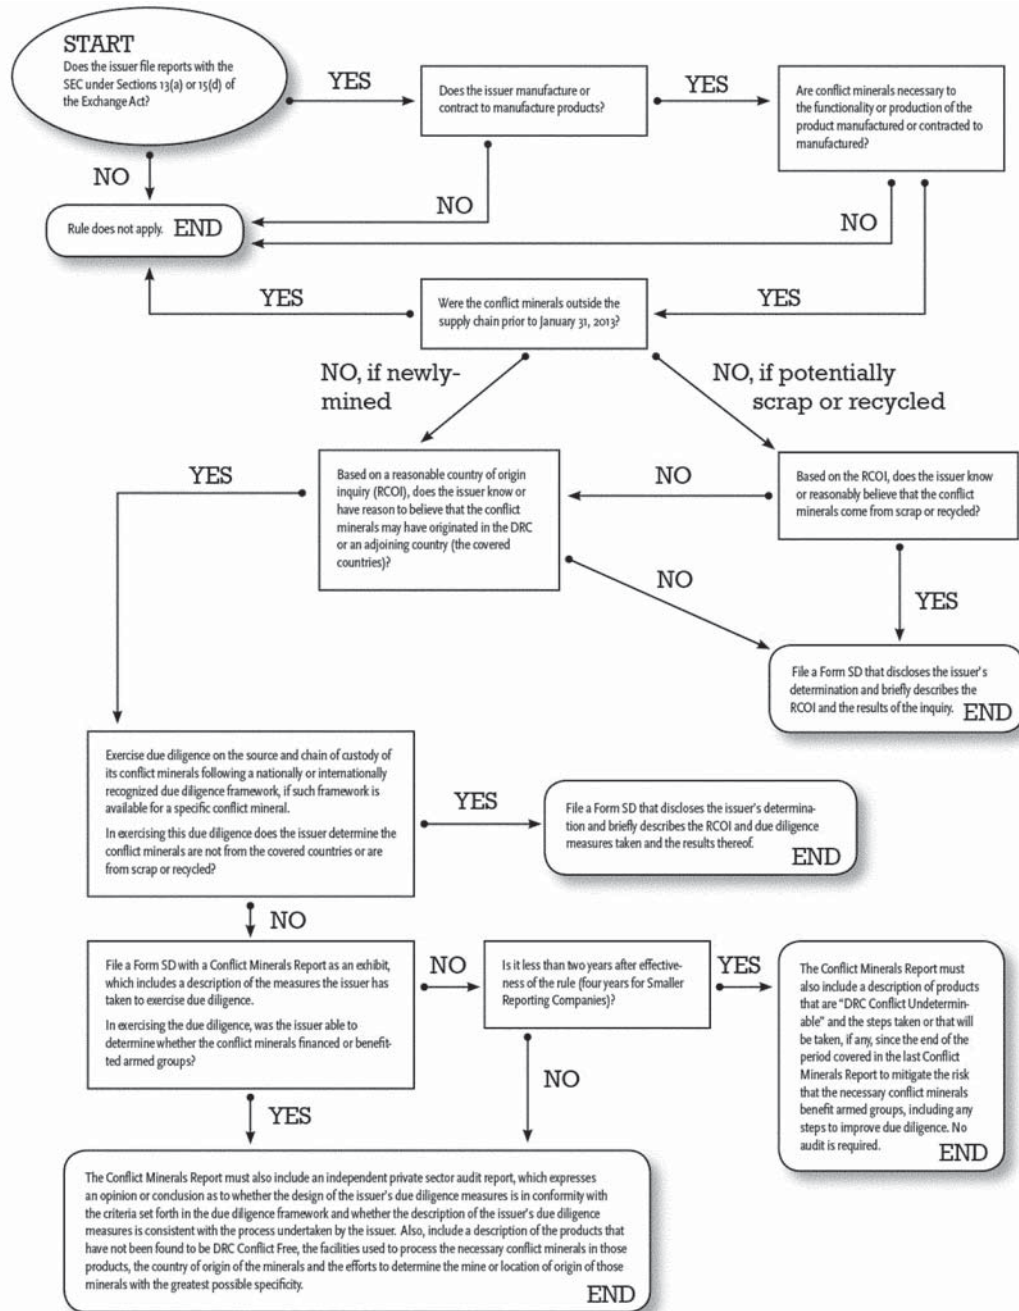 START
Does the issuer file reports with the
SEC under Sections 13(a) or 15(d) of
the Exchange Act?
YES
Does the issuer manufacture or
contract to manufacture products?
YES
Are conflict minerals necessary to
the functionality or production of the
product manufactured or contracted to
manufactured?
NO
NO
NO
Rule does not apply. END
YES
Were the conflict minerals outside the
supply chain prior to January 31, 2013?
YES
NO, if newly-
mined
NO, if potentially
scrap or recycled
YES
Based on a reasonable country of origin
inquiry (RCOI), does the issuer know or
have reason to believe that the conflict
minerals may have originated in the DRC
or an adjoining country (the covered
countries)?
NO
Based on the RCOI, does the issuer know
or reasonably believe that the conflict
minerals come from scrap or recycled?
NO
YES
File a Form SD that discloses the issuer's
determination and briefly describes the
RCOI and the results of the inquiry. END
Exercise due diligence on the source and chain of custody of
its conflict minerals following a nationally or internationally
recognized due diligence framework, if such framework is
available for a specific conflict mineral.
In exercising this due diligence does the issuer determine the
conflict minerals are not from the covered countries or are
from scrap or recycled?
YES
File a Form SD that discloses the issuer's determina-
tion and briefly describes the RCOI and due diligence
measures taken and the results thereof.
END
NO
File a Form SD with a Conflict Minerals Report as an exhibit,
which includes a description of the measures the issuer has
taken to exercise due diligence.
In exercising the due diligence, was the issuer able to
determine whether the conflict minerals financed or benefit-
ted armed groups?
NO
Is it less than two years after effective-
ness of the rule (four years for Smaller
Reporting Companies)?
YES
The Conflict Minerals Report must
also include a description of products
that are "DRC Conflict Undetermin-
able" and the steps taken or that will
be taken, if any, since the end of the
period covered in the last Conflict
Minerals Report to mitigate the risk
that the necessary conflict minerals
benefit armed groups, including any
steps to improve due diligence. No
audit is required.
END
YES
NO
The Conflict Minerals Report must also include an independent private sector audit report, which expresses
an opinion or conclusion as to whether the design of the issuer's due diligence measures is in conformity with
the criteria set forth in the due diligence framework and whether the description of the issuer's due diligence
measures is consistent with the process undertaken by the issuer. Also, include a description of the products that
have not been found to be DRC Conflict Free, the facilities used to process the necessary conflict minerals in those
products, the country of origin of the minerals and the efforts to determine the mine or location of origin of those
minerals with the greatest possible specificity.
END